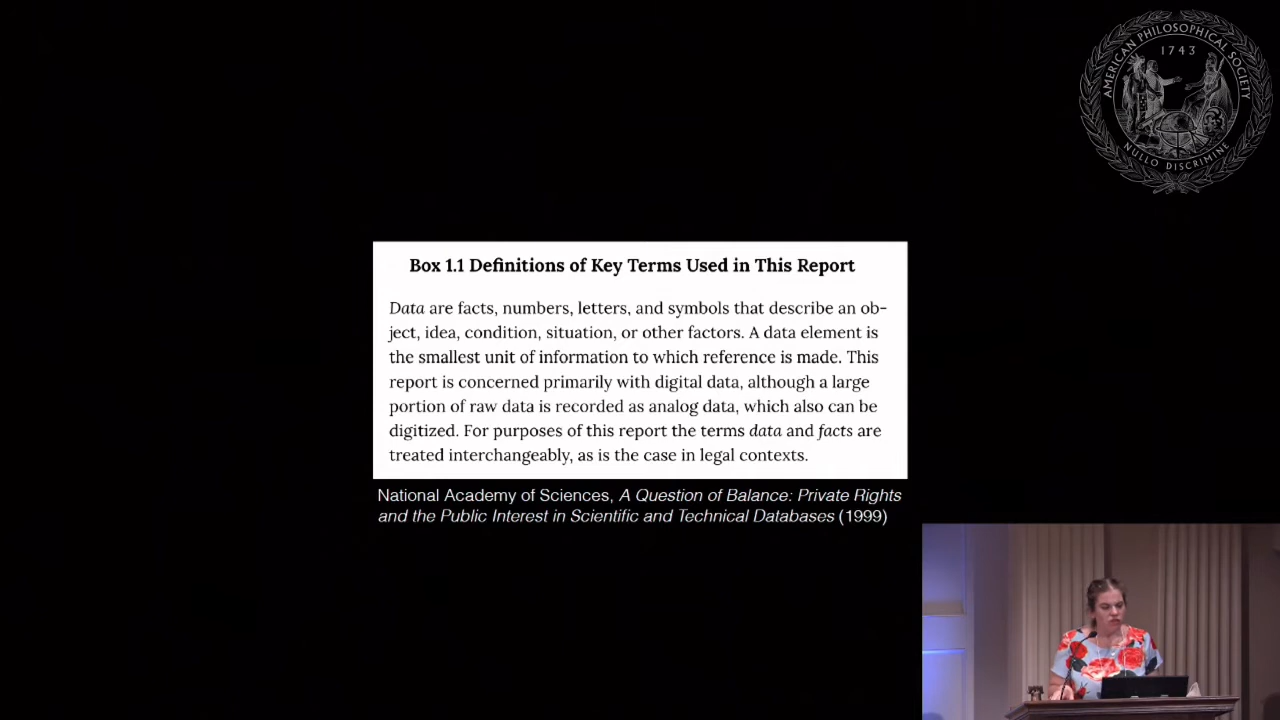 AMERICAN PHILOSOPHICAL SOCIETY
1743
NULLO DISCRIMINE
Box 1.1 Definitions of Key Terms Used in This Report
Data are facts, numbers, letters, and symbols that describe an ob-
ject, idea, condition, situation, or other factors. A data element is
the smallest unit of information to which reference is made. This
report is concerned primarily with digital data, although a large
portion of raw data is recorded as analog data, which also can be
digitized. For purposes of this report the terms data and facts are
treated interchangeably, as is the case in legal contexts.
National Academy of Sciences, A Question of Balance: Private Rights
and the Public Interest in Scientific and Technical Databases (1999)